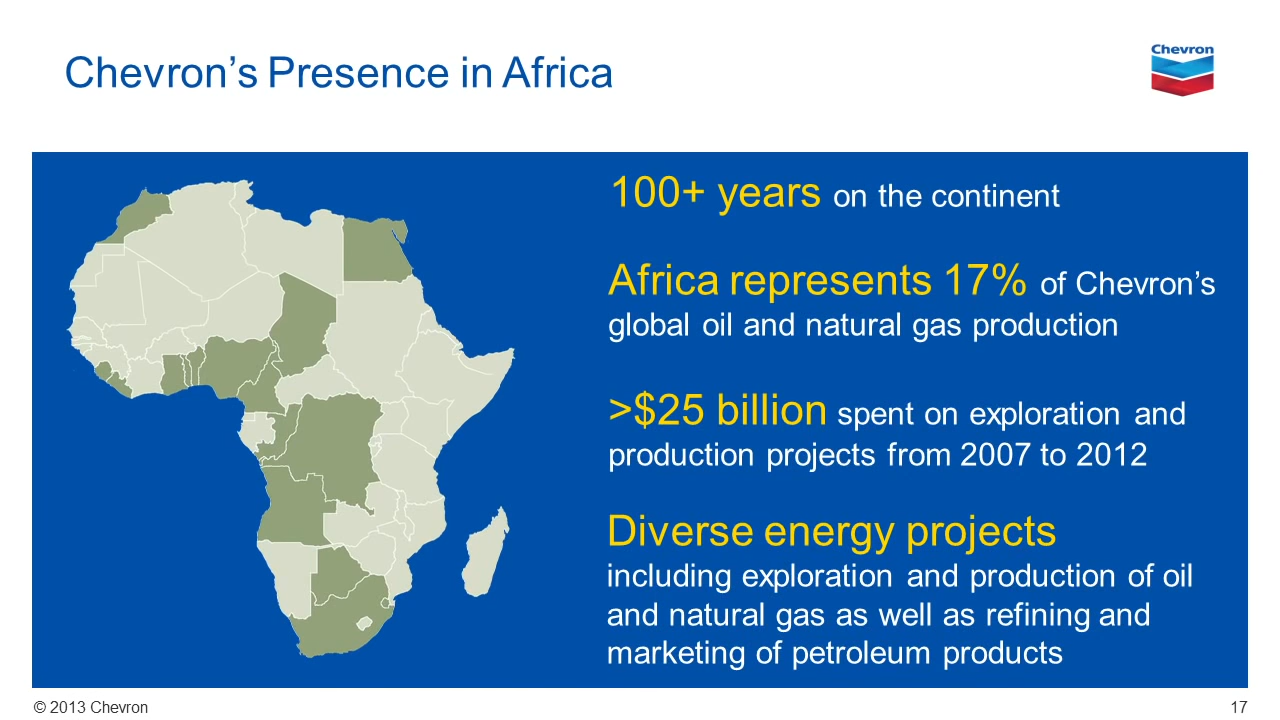 Chevron's Presence in Africa
Chevron
100+ years on the continent
Africa represents 17% of Chevron's
global oil and natural gas production
>$25 billion spent on exploration and
production projects from 2007 to 2012
Diverse energy projects
including exploration and production of oil
and natural gas as well as refining and
marketing of petroleum products
© 2013 Chevron
17